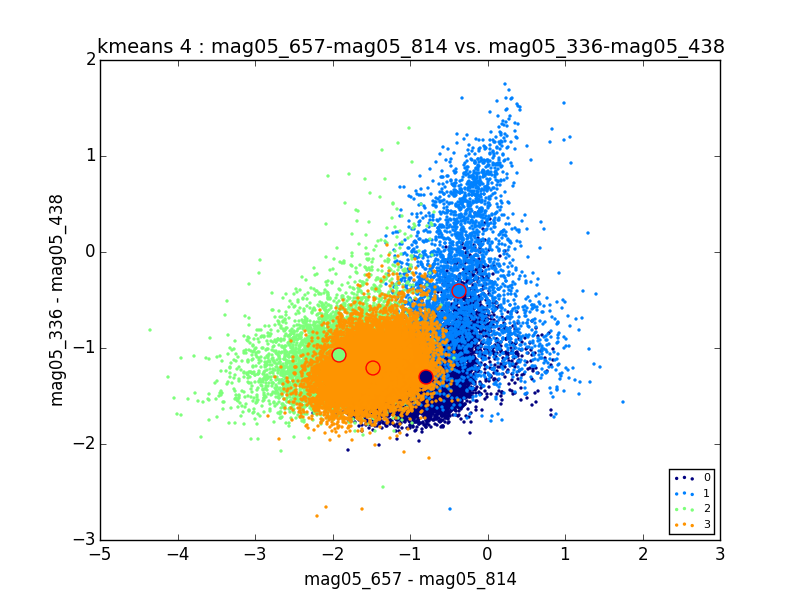 kmeans 4 : mag05_657-mag05_814 vs. mag05_336-mag05_438
2
1
0
−1
−2
−3
mag05_336 - mag05_438
0
1
2
3
−5 −4 −3 −2 −1 0 1 2 3
mag05_657 - mag05_814